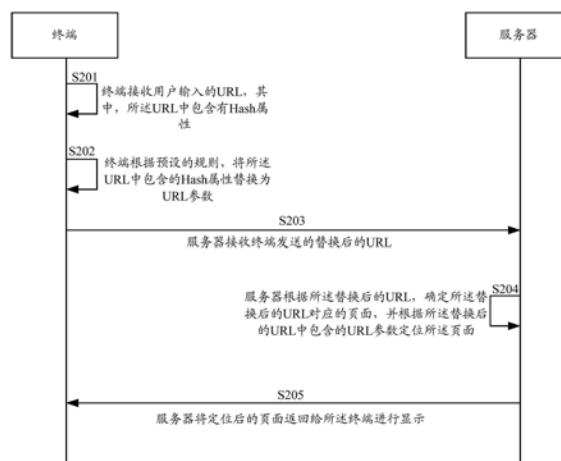 终端
服务器
S201
终端接收用户输入的URL，其
中，所述URL中包含有Hash属
性
S202
终端根据预设的规则，将所述
URL中包含的Hash属性替换为
URL参数
S203
服务器接收终端发送的替换后的URL
S204
服务器根据所述替换后的URL，确定所述替
换后的URL对应的页面，并根据所述替换后
的URL中包含的URL参数定位所述页面
S205
服务器将定位后的页面返回给所述终端进行显示